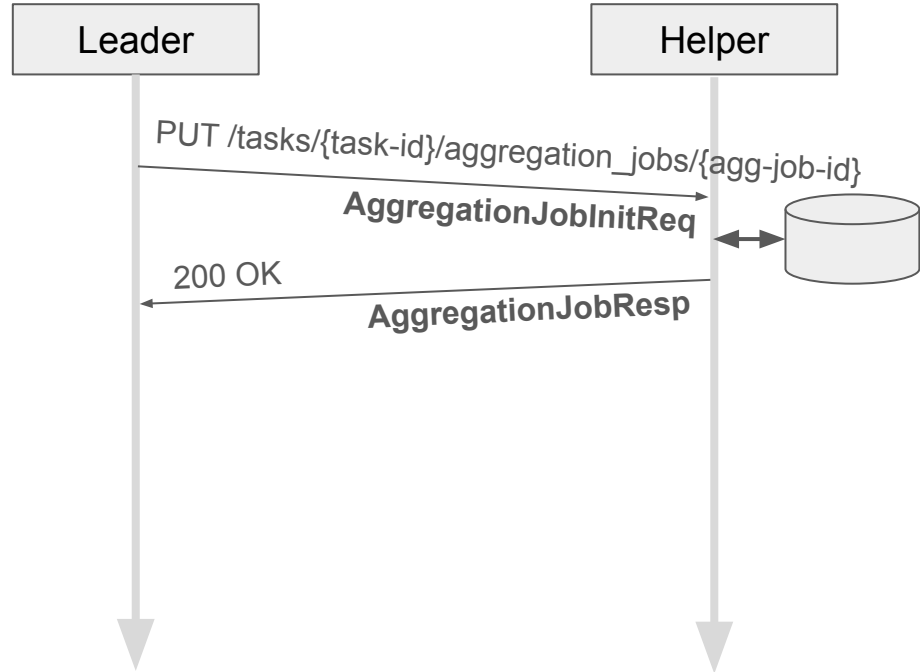 Leader
Helper
PUT /tasks/{task-id}/aggregation_jobs/{agg-job-id}
AggregationJobInitReq
200 OK
AggregationJobResp